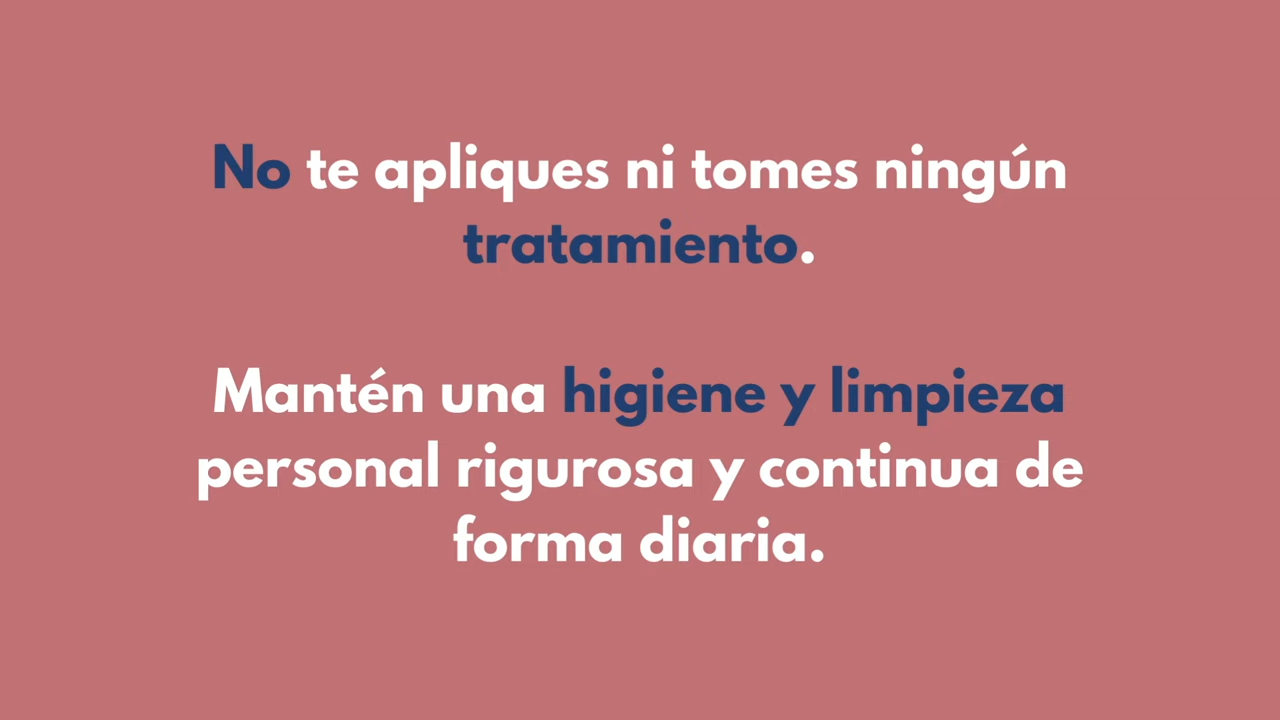 No te apliques ni tomes ningún
tratamiento.
Mantén una higiene y limpieza
personal rigurosa y continua de
forma diaria.